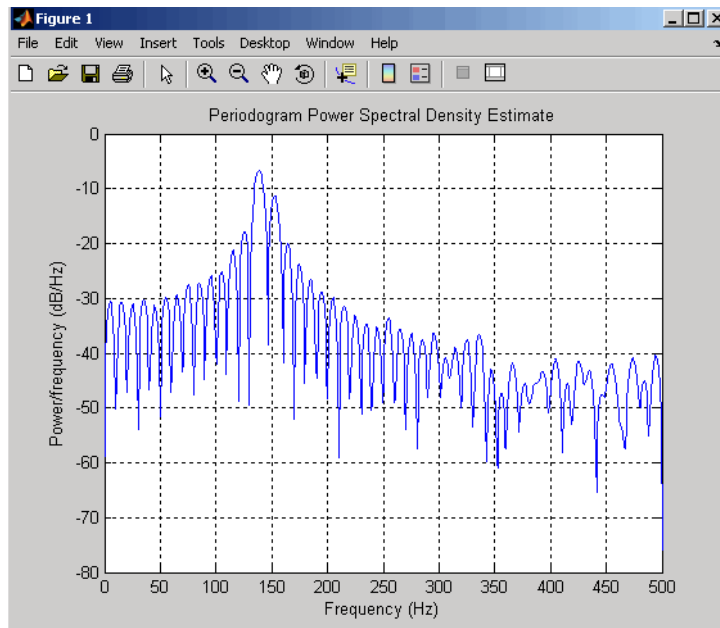 Figure 1
File Edit View Insert Tools Desktop Window Help
Periodogram Power Spectral Density Estimate
0
-10
-20
-30
-40
-50
-60
-70
-80
Power/frequency (dB/Hz)
0 50 100 150 200 250 300 350 400 450 500
Frequency (Hz)